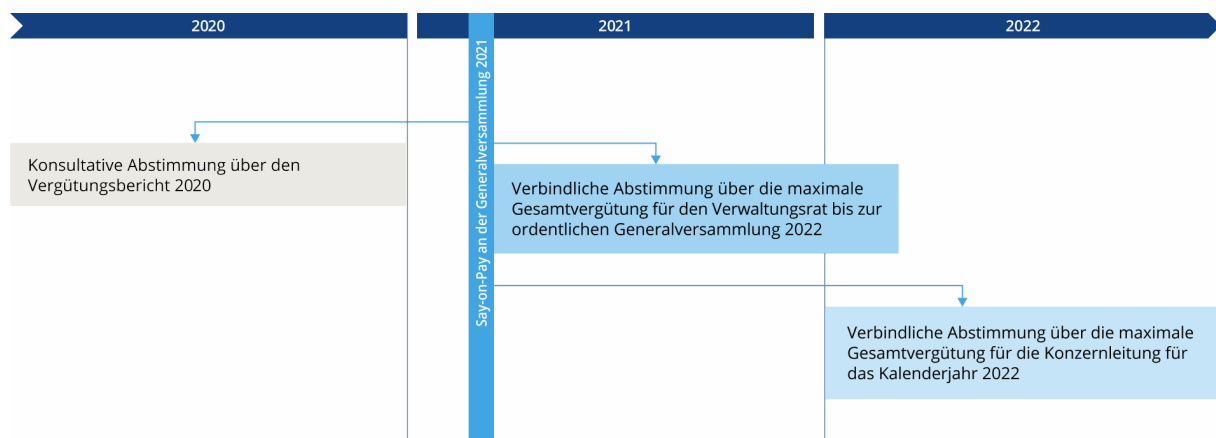 2020
2021
2022
Say-on-Pay an der Generalversammlung 2021
Konsultative Abstimmung über den
Vergütungsbericht 2020
Verbindliche Abstimmung über die maximale
Gesamtvergütung für den Verwaltungsrat bis zur
ordentlichen Generalversammlung 2022
Verbindliche Abstimmung über die maximale
Gesamtvergütung für die Konzernleitung für
das Kalenderjahr 2022